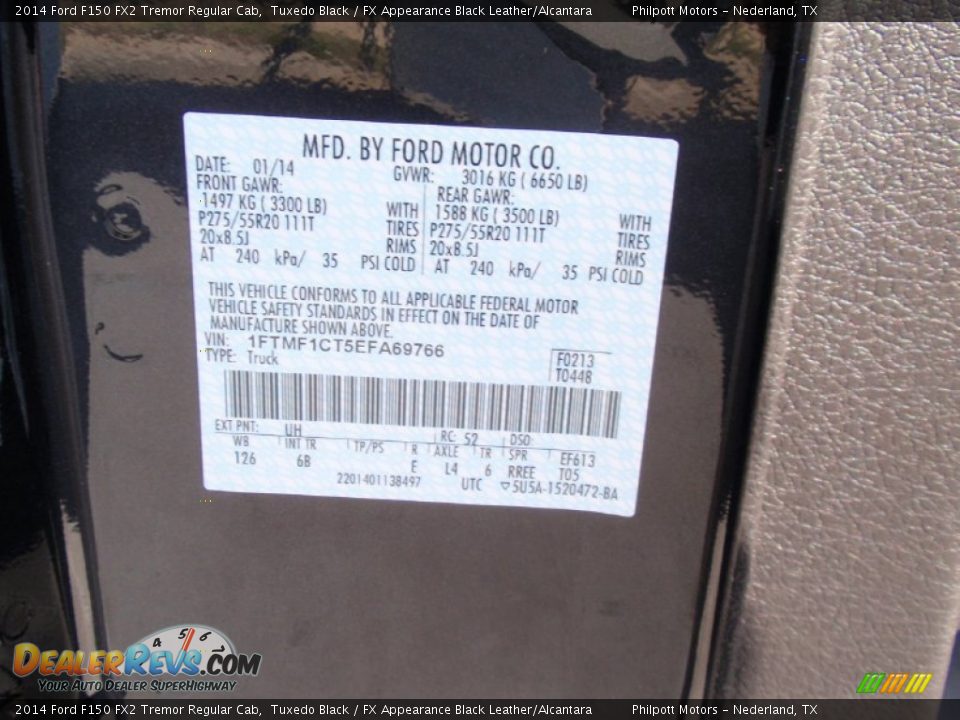 2014 Ford F150 FX2 Tremor Regular Cab, Tuxedo Black / FX Appearance Black Leather/Alcantara Philpott Motors - Nederland, TX
MFD. BY FORD MOTOR CO.
DATE: 01/14 GVWR: 3016 KG ( 6650 LB)
FRONT GAWR: REAR GAWR:
1497 KG ( 3300 LB) WITH 1588 KG ( 3500 LB) WITH
P275/55R20 111T TIRES P275/55R20 111T TIRES
20x8.5J RIMS 20x8.5J RIMS
AT 240 kPa/ 35 PSI COLD AT 240 kPa/ 35 PSI COLD
THIS VEHICLE CONFORMS TO ALL APPLICABLE FEDERAL MOTOR
VEHICLE SAFETY STANDARDS IN EFFECT ON THE DATE OF
MANUFACTURE SHOWN ABOVE.
VIN: 1FTMF1CT5EFA69766
TYPE: Truck
F0213
T0448
EXT PNT: UH RC: 52 DSO:
WB INT TR TP/PS R AXLE TR SPR EF613
126 6B E L4 6 RREE T05
2201401138497 UTC ▽5U5A-1520472-BA
4 5 6
DEALERREVS.COM
YOUR AUTO DEALER SUPERHIGHWAY
2014 Ford F150 FX2 Tremor Regular Cab, Tuxedo Black / FX Appearance Black Leather/Alcantara Philpott Motors - Nederland, TX